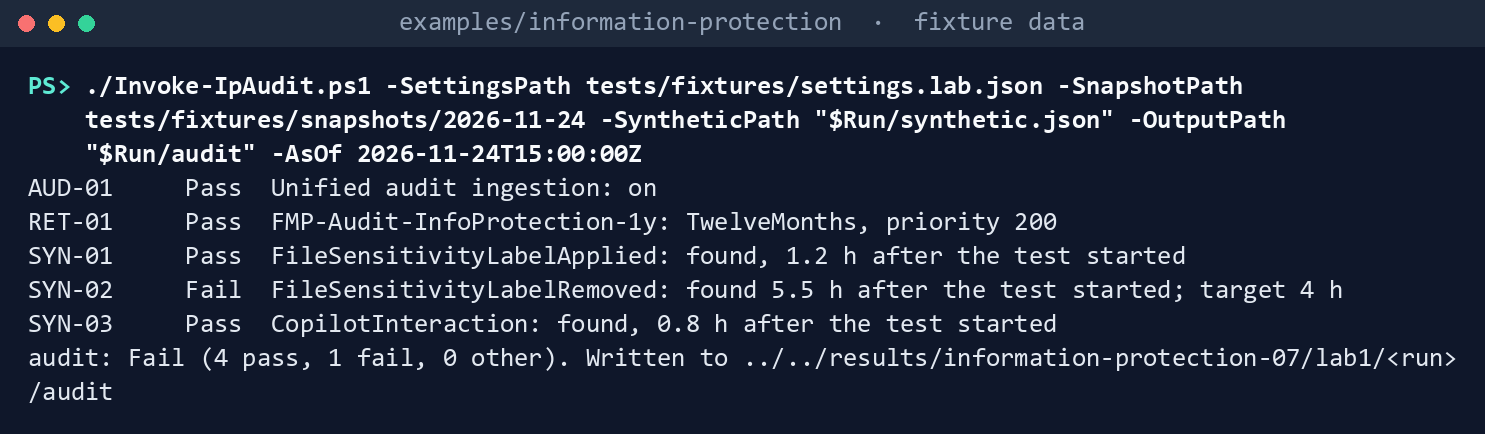 examples/information-protection · fixture data
PS> ./Invoke-IpAudit.ps1 -SettingsPath tests/fixtures/settings.lab.json -SnapshotPath
tests/fixtures/snapshots/2026-11-24 -SyntheticPath "$Run/synthetic.json" -OutputPath
"$Run/audit" -AsOf 2026-11-24T15:00:00Z
AUD-01     Pass  Unified audit ingestion: on
RET-01     Pass  FMP-Audit-InfoProtection-1y: TwelveMonths, priority 200
SYN-01     Pass  FileSensitivityLabelApplied: found, 1.2 h after the test started
SYN-02     Fail  FileSensitivityLabelRemoved: found 5.5 h after the test started; target 4 h
SYN-03     Pass  CopilotInteraction: found, 0.8 h after the test started
audit: Fail (4 pass, 1 fail, 0 other). Written to ../../results/information-protection-07/lab1/<run>
/audit